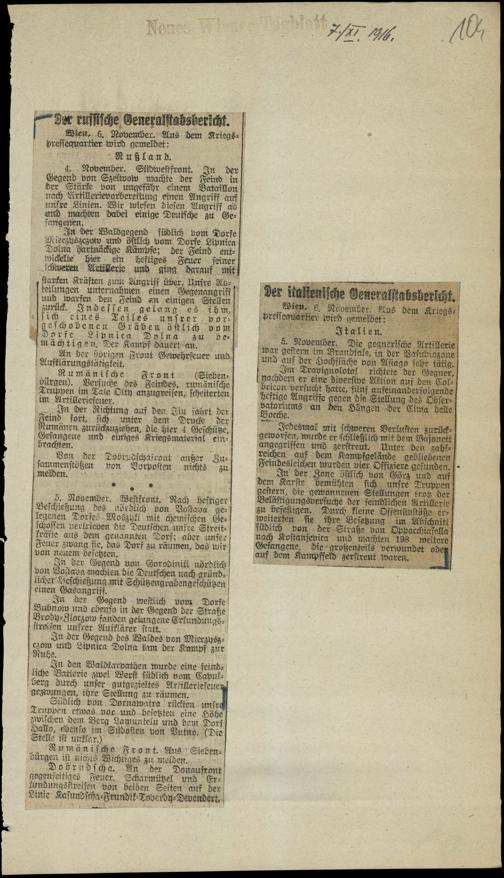 Neues Wiener Tagblatt
7./XI. 1916.
104
Der russische Generalstabsbericht.
Wien, 6. November. Aus dem Kriegs-
pressequartier wird gemeldet:
Rußland.
4. November. Südwestfront. In der
Gegend von Szelwow machte der Feind in
der Stärke von ungefähr einem Bataillon
nach Artillerievorbereitung einen Angriff auf
unsre Linien. Wir wiesen diesen Angriff ab
und machten dabei einige Deutsche zu Ge-
fangenen.
In der Waldgegend südlich vom Dorfe
Mieczyszczow und östlich vom Dorfe Lipnica
Dolna hartnäckige Kämpfe; der Feind ent-
wickelte hier ein heftiges Feuer seiner
schweren Artillerie und ging darauf mit
starken Kräften zum Angriff über. Unsre Ab-
teilungen unternahmen einen Gegenangriff
und warfen den Feind an einigen Stellen
zurück. Indessen gelang es ihm,
sich eines Teiles unser vor-
geschobenen Gräben östlich vom
Dorfe Lipnica Dolna zu be-
mächtigen. Der Kampf dauert an.
An der übrigen Front Gewehrfeuer und
Aufklärungstätigkeit.
Rumänische Front (Sieben-
bürgen). Versuche des Feindes, rumänische
Truppen im Tale Oity anzugreifen, scheiterten
im Artilleriefeuer.
In der Richtung auf den Jiu fährt der
Feind fort, sich unter dem Drucke der
Rumänen zurückzuziehen, die hier 4 Geschütze,
Gefangene und einiges Kriegsmaterial ein-
brachten.
Von der Dobrudschafront außer Zu-
sammenstößen von Vorposten nichts zu
melden.
* * *
5. November. Westfront. Nach heftiger
Beschießung des nördlich von Postawa ge-
legenen Dorfes Moszuli mit chemischen Ge-
schossen vertrieben die Deutschen unsre Streit-
kräfte aus dem genannten Dorf; aber unser
Feuer zwang sie, das Dorf zu räumen, das wir
von neuem besetzten.
In der Gegend von Gorodinili nördlich
von Bodawa machten die Deutschen nach gründ-
licher Beschießung mit Schützengrabengeschützen
einen Gasangriff.
In der Gegend westlich vom Dorfe
Bubnow und ebenso in der Gegend der Straße
Brody-Zloczow fanden gelungene Erkundungs-
streifen unsrer Aufklärer statt.
In der Gegend des Waldes von Mieczysz-
czow und Lipnica Dolna kam der Kampf zur
Ruhe.
In den Waldkarpathen wurde eine feind-
liche Batterie zwei Werst südlich vom Capul-
berg durch unser gutgezieltes Artilleriefeuer
gezwungen, ihre Stellung zu räumen.
Südlich von Dornawatra rückten unsre
Truppen etwas vor und besetzten eine Höhe
zwischen dem Berg Lamuntelu und dem Dorf
Hallo, ebenso im Südosten von Butno. (Die
Stelle ist unklar.)
Rumänische Front. Aus Sieben-
bürgen ist nichts Wichtiges zu melden.
Dobrudscha. An der Donaufront
gegenseitiges Feuer. Scharmützel und Er-
kundungsstreifen von beiden Seiten auf der
Linie Kasundscha-Frundik-Toverdy-Devendert.
Der italienische Generalstabsbericht.
Wien, 6. November. Aus dem Kriegs-
pressequartier wird gemeldet:
Italien.
5. November. Die gegnerische Artillerie
war gestern im Brandtale, in der Pasubiozone
und auf der Hochfläche von Asiago sehr tätig.
Im Travignolotal richtete der Gegner,
nachdem er eine diversive Aktion auf den Col-
bricon versucht hatte, fünf aufeinanderfolgende
heftige Angriffe gegen die Stellung des Obser-
vatoriums an den Hängen der Cima delle
Bocche.
Jedesmal mit schweren Verlusten zurück-
geworfen, wurde er schließlich mit dem Bajonett
angegriffen und zerstreut. Unter den zahl-
reichen auf dem Kampfgelände gebliebenen
Feindesleichen wurden vier Offiziere gefunden.
In der Zone östlich von Görz und auf
dem Karste bemühten sich unsre Truppen
gestern, die gewonnenen Stellungen trotz der
Belästigungsversuche der feindlichen Artillerie
zu befestigen. Durch kleine Offensivstöße er-
weiterten sie ihre Besetzung im Abschnitt
südlich von der Straße von Oppacchiasella
nach Kostanjevica und machten 198 weitere
Gefangene, die großenteils verwundet oder
auf dem Kampffeld zerstreut waren.